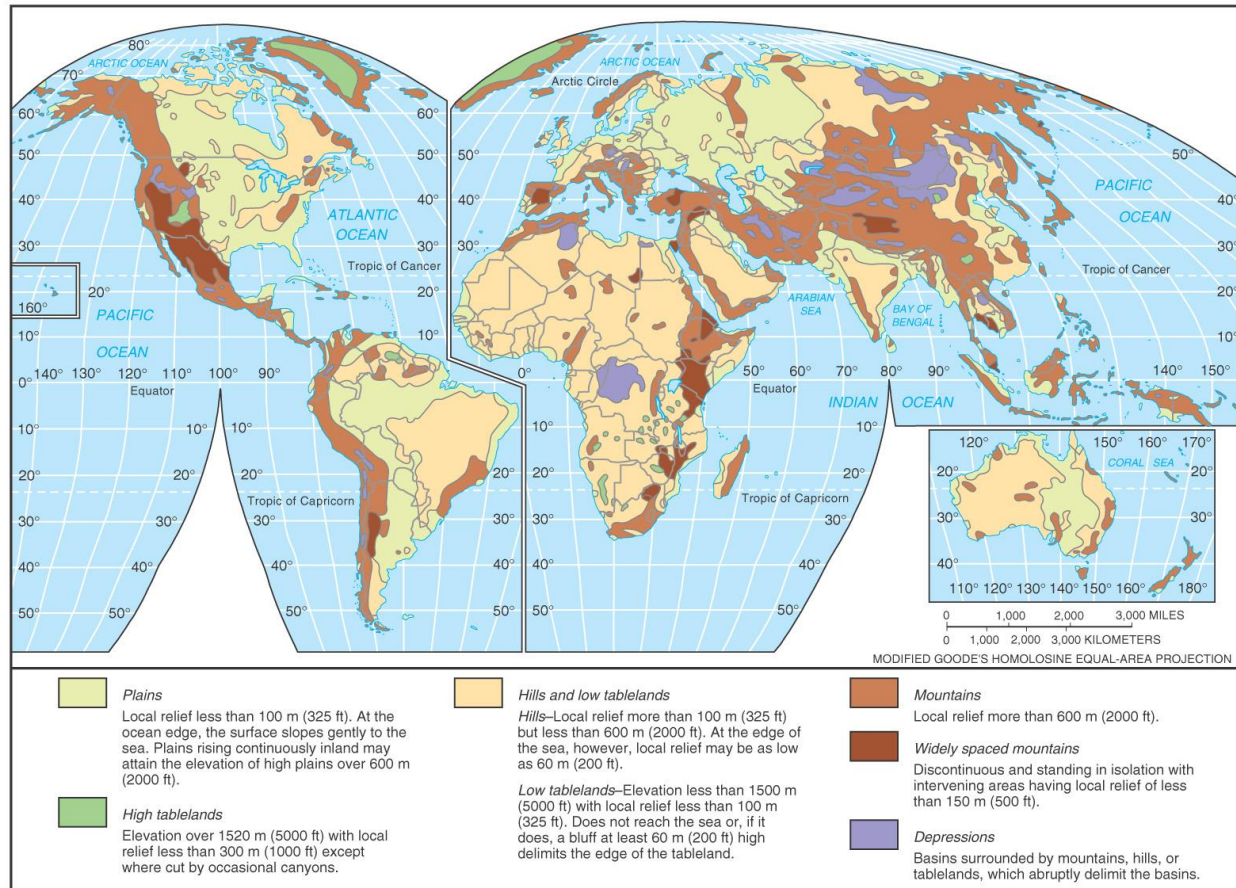 80°
ARCTIC OCEAN
70°
60°
50°
40°
30°
20°
160°
PACIFIC
OCEAN
10°
0°
140 130 120 110
100
90
Equator
10°
20°
30°
40°
50°
60°
50°
40°
30°
ATLANTIC
OCEAN
Tropic of Cancer
20°
10°
10°
20°
Tropic of Capricorn
30°
40°
50°
ARCTIC OCEAN
Arctic Circle
60°
50°
40°
30°
20°
10°
0
10°
20°
30°
40°
50°
50°
PACIFIC
OCEAN
40°
30°
Tropic of Cancer
20°
10°
ARABIAN
SEA
BAY OF
BENGAL
50 60
Equator
80°
90
140° 150°
INDIAN OCEAN
10°
20°
Tropic of Capricorn
30°
40°
50°
120°
150° 160° 170°
CORAL SEA
20°
20°
30°
40°
110° 120° 130° 140° 150° 160° 180°
0 1,000 2,000 3,000 MILES
0 1,000 2,000 3,000 KILOMETERS
MODIFIED GOODE'S HOMOLOSINE EQUAL-AREA PROJECTION
Plains
Local relief less than 100 m (325 ft). At the
ocean edge, the surface slopes gently to the
sea. Plains rising continuously inland may
attain the elevation of high plains over 600 m
(2000 ft).
High tablelands
Elevation over 1520 m (5000 ft) with local
relief less than 300 m (1000 ft) except
where cut by occasional canyons.
Hills and low tablelands
Hills–Local relief more than 100 m (325 ft)
but less than 600 m (2000 ft). At the edge of
the sea, however, local relief may be as low
as 60 m (200 ft).
Low tablelands–Elevation less than 1500 m
(5000 ft) with local relief less than 100 m
(325 ft). Does not reach the sea or, if it
does, a bluff at least 60 m (200 ft) high
delimits the edge of the tableland.
Mountains
Local relief more than 600 m (2000 ft).
Widely spaced mountains
Discontinuous and standing in isolation with
intervening areas having local relief of less
than 150 m (500 ft).
Depressions
Basins surrounded by mountains, hills, or
tablelands, which abruptly delimit the basins.